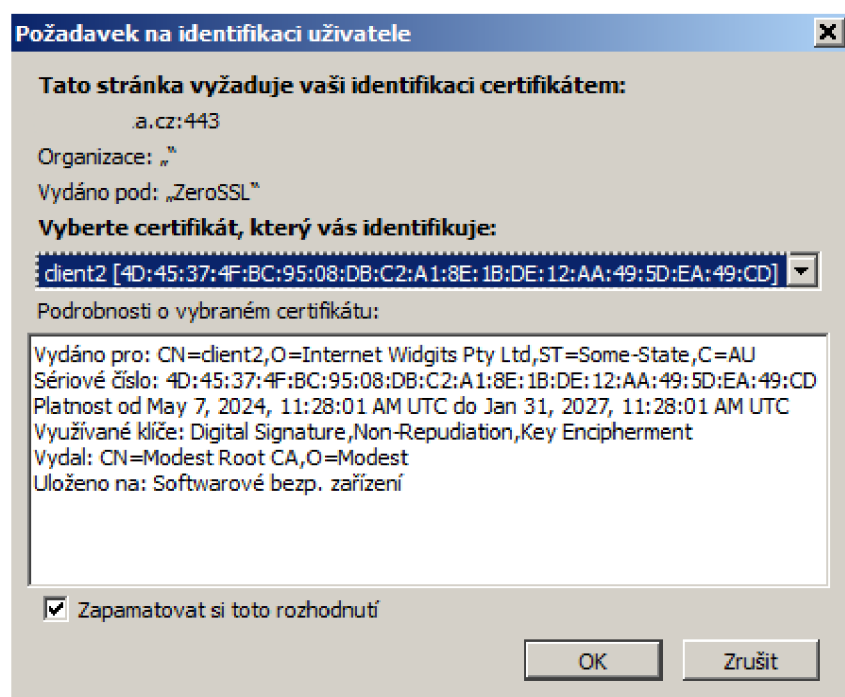 Požadavek na identifikaci uživatele
Tato stránka vyžaduje vaši identifikaci certifikátem:
.a.cz:443
Organizace: „“
Vydáno pod: „ZeroSSL“
Vyberte certifikát, který vás identifikuje:
client2 [4D:45:37:4F:BC:95:08:DB:C2:A1:8E:1B:DE:12:AA:49:5D:EA:49:CD]
Podrobnosti o vybraném certifikátu:
Vydáno pro: CN=client2,O=Internet Widgits Pty Ltd,ST=Some-State,C=AU
Sériové číslo: 4D:45:37:4F:BC:95:08:DB:C2:A1:8E:1B:DE:12:AA:49:5D:EA:49:CD
Platnost od May 7, 2024, 11:28:01 AM UTC do Jan 31, 2027, 11:28:01 AM UTC
Využívané klíče: Digital Signature,Non-Repudiation,Key Encipherment
Vydal: CN=Modest Root CA,O=Modest
Uloženo na: Softwarové bezp. zařízení
Zapamatovat si toto rozhodnutí
OK
Zrušit